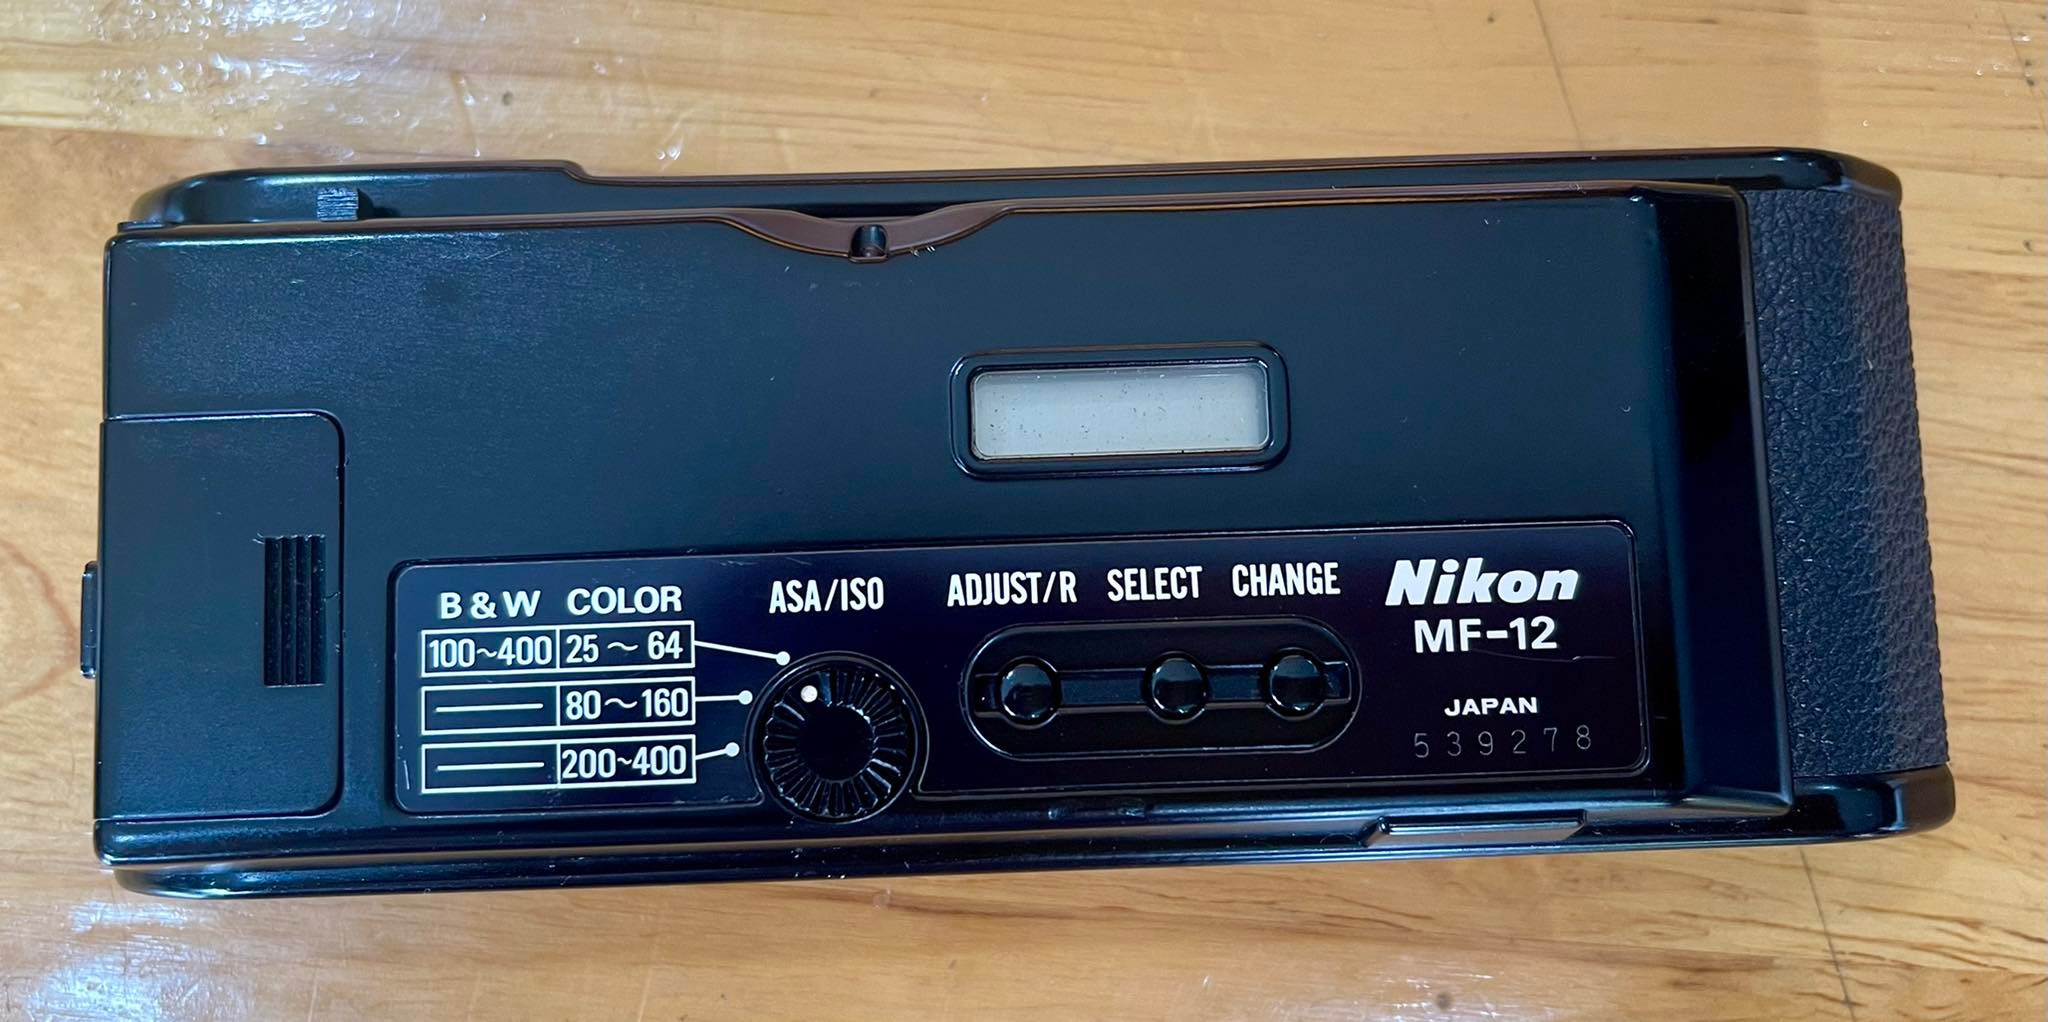 B & W COLOR
100~400 25 ~ 64
80~160
200~400
ASA/ISO
ADJUST/R SELECT CHANGE
Nikon
MF-12
JAPAN
539278